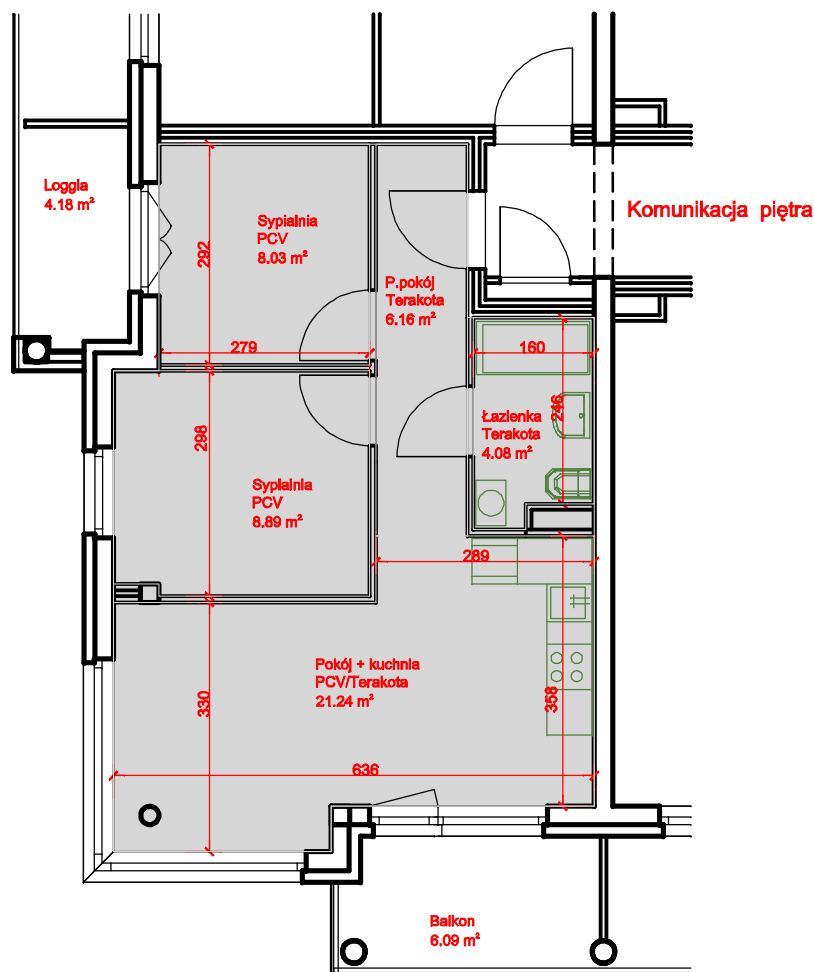 Loggia
4.18 m²
Sypialnia
PCV
8.03 m²
292
279
P.pokój
Terakota
6.16 m²
Komunikacja piętra
160
246
Łazienka
Terakota
4.08 m²
298
Sypialnia
PCV
8.89 m²
289
Pokój + kuchnia
PCV/Terakota
21.24 m²
330
358
636
Balkon
6.09 m²